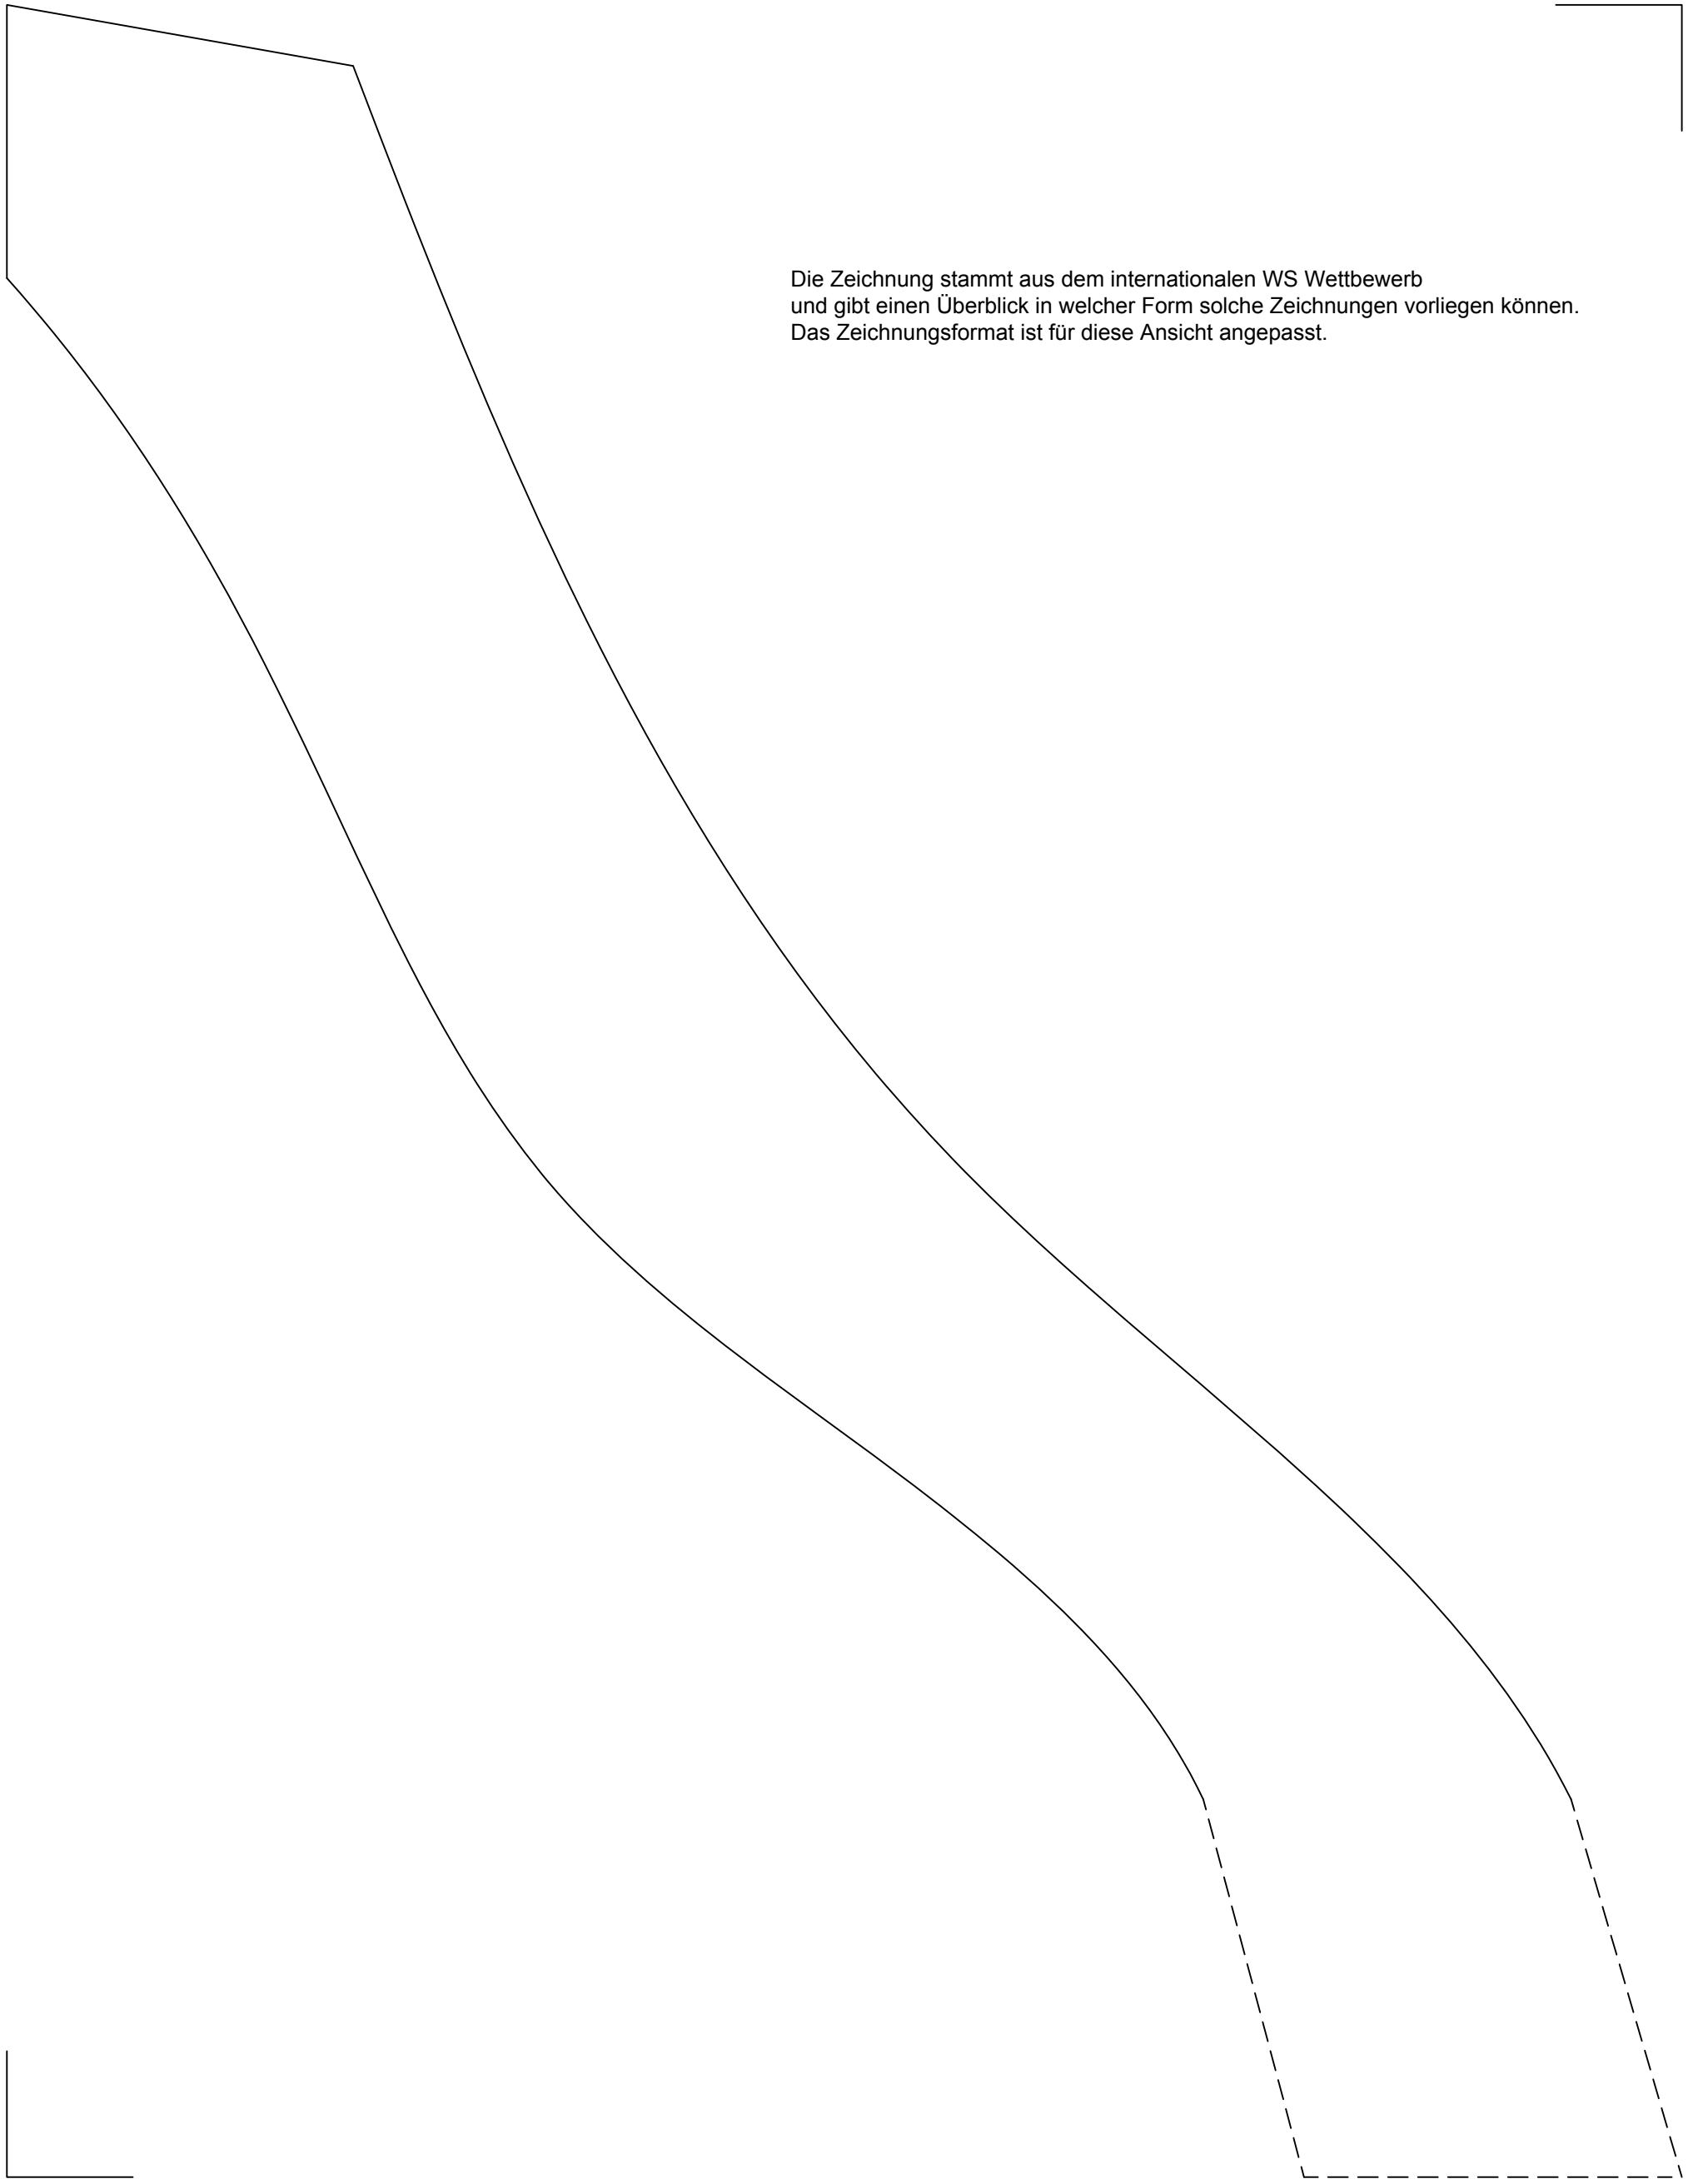 Die Zeichnung stammt aus dem internationalen WS Wettbewerb
und gibt einen Überblick in welcher Form solche Zeichnungen vorliegen können.
Das Zeichnungsformat ist für diese Ansicht angepasst.